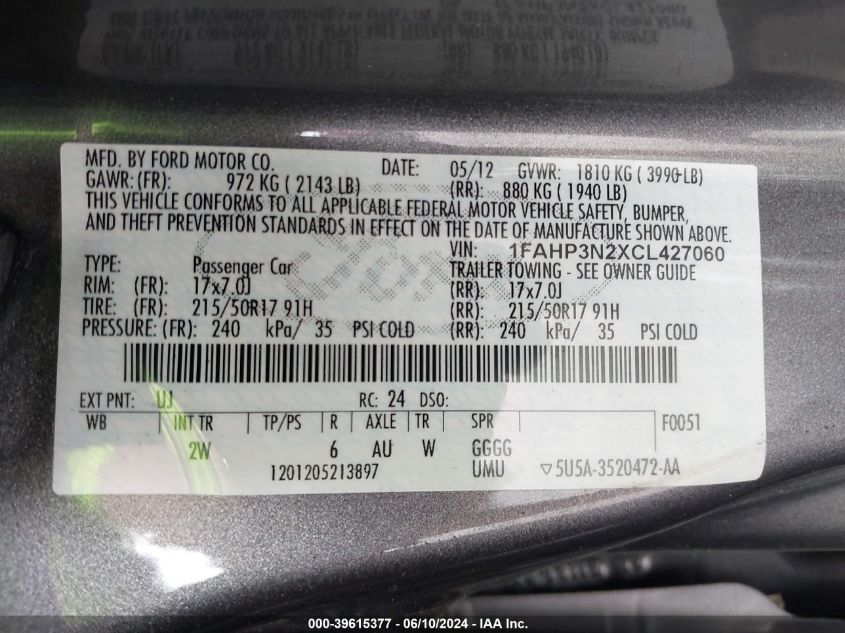 MFD. BY FORD MOTOR CO. DATE: 05/12 GVWR: 1810 KG ( 3990 LB)
GAWR: (FR): 972 KG ( 2143 LB) (RR): 880 KG ( 1940 LB)
THIS VEHICLE CONFORMS TO ALL APPLICABLE FEDERAL MOTOR VEHICLE SAFETY, BUMPER,
AND THEFT PREVENTION STANDARDS IN EFFECT ON THE DATE OF MANUFACTURE SHOWN ABOVE.
VIN: 1FAHP3N2XCL427060
TYPE: Passenger Car TRAILER TOWING - SEE OWNER GUIDE
RIM: (FR): 17x7.0J (RR): 17x7.0J
TIRE: (FR): 215/50R17 91H (RR): 215/50R17 91H
PRESSURE: (FR): 240 kPa/ 35 PSI COLD (RR): 240 kPa/ 35 PSI COLD
EXT PNT: UJ RC: 24 DSO:
WB INT TR TP/PS R AXLE TR SPR F0051
2W 6 AU W GGGG
1201205213897 UMU ▽5U5A-3520472-AA
000-39615377 - 06/10/2024 - IAA Inc.